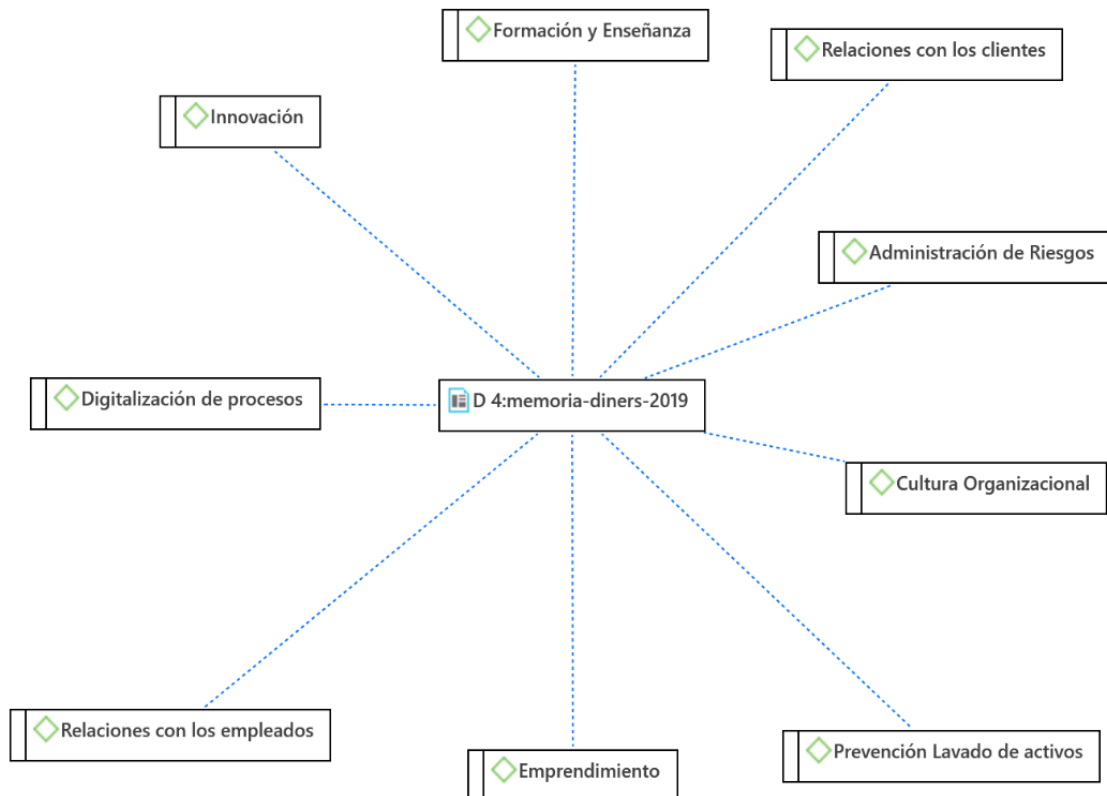 Formación y Enseñanza
Relaciones con los clientes
Innovación
Administración de Riesgos
Digitalización de procesos
D 4:memoria-diners-2019
Cultura Organizacional
Relaciones con los empleados
Emprendimiento
Prevención Lavado de activos